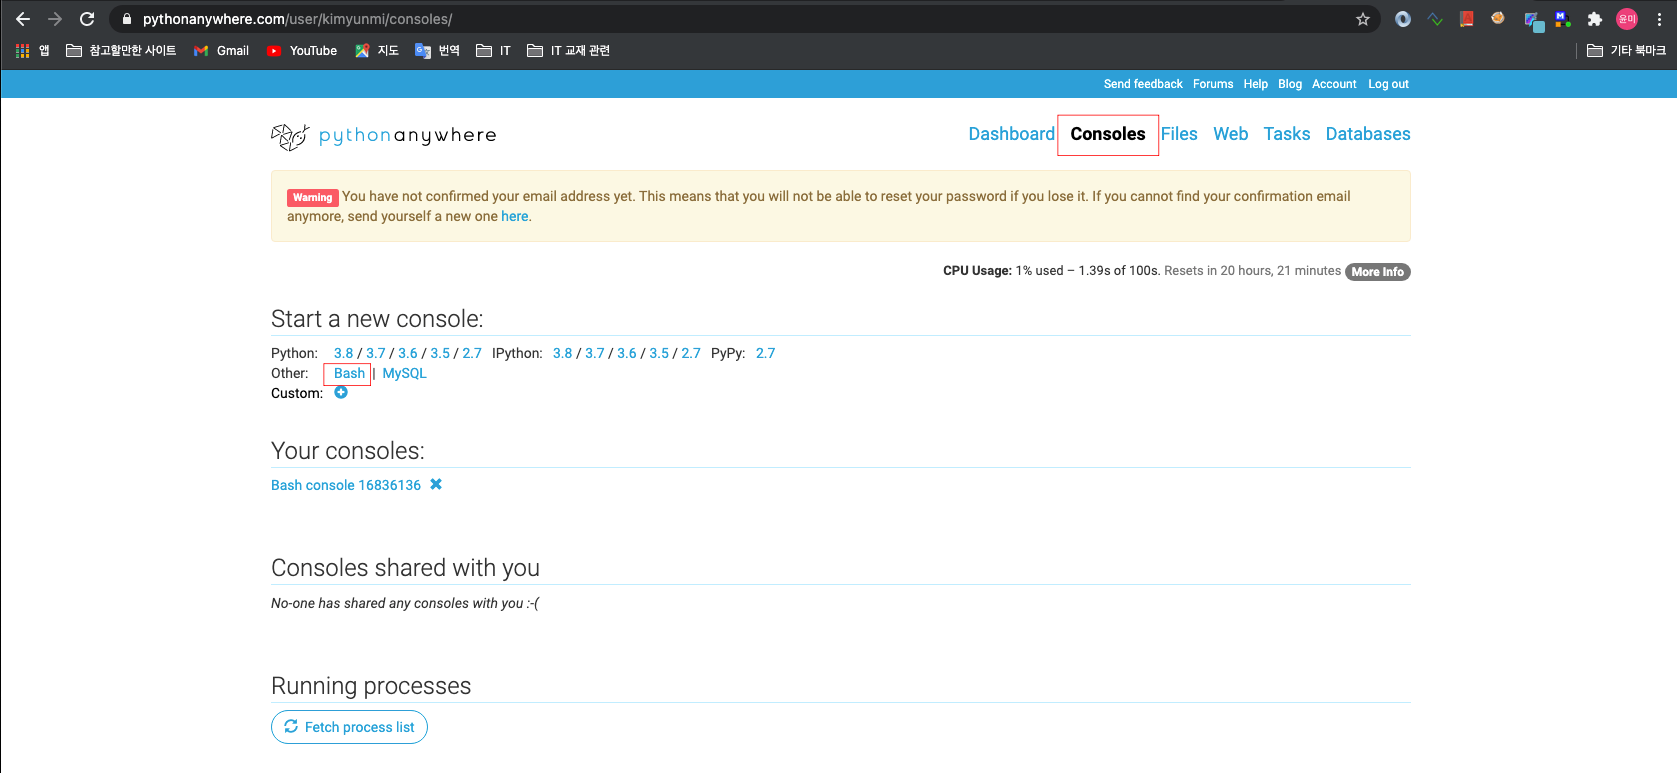 pythonanywhere.com/user/kimyunmi/consoles/
윤미
앱 참고할만한 사이트 Gmail YouTube 지도 번역 IT IT 교재 관련 기타 북마크
Send feedback Forums Help Blog Account Log out
pythonanywhere
Dashboard Consoles Files Web Tasks Databases
Warning You have not confirmed your email address yet. This means that you will not be able to reset your password if you lose it. If you cannot find your confirmation email
anymore, send yourself a new one here.
CPU Usage: 1% used – 1.39s of 100s. Resets in 20 hours, 21 minutes More Info
Start a new console:
Python: 3.8 / 3.7 / 3.6 / 3.5 / 2.7 IPython: 3.8 / 3.7 / 3.6 / 3.5 / 2.7 PyPy: 2.7
Other: Bash | MySQL
Custom:
Your consoles:
Bash console 16836136
Consoles shared with you
No-one has shared any consoles with you :-(
Running processes
Fetch process list